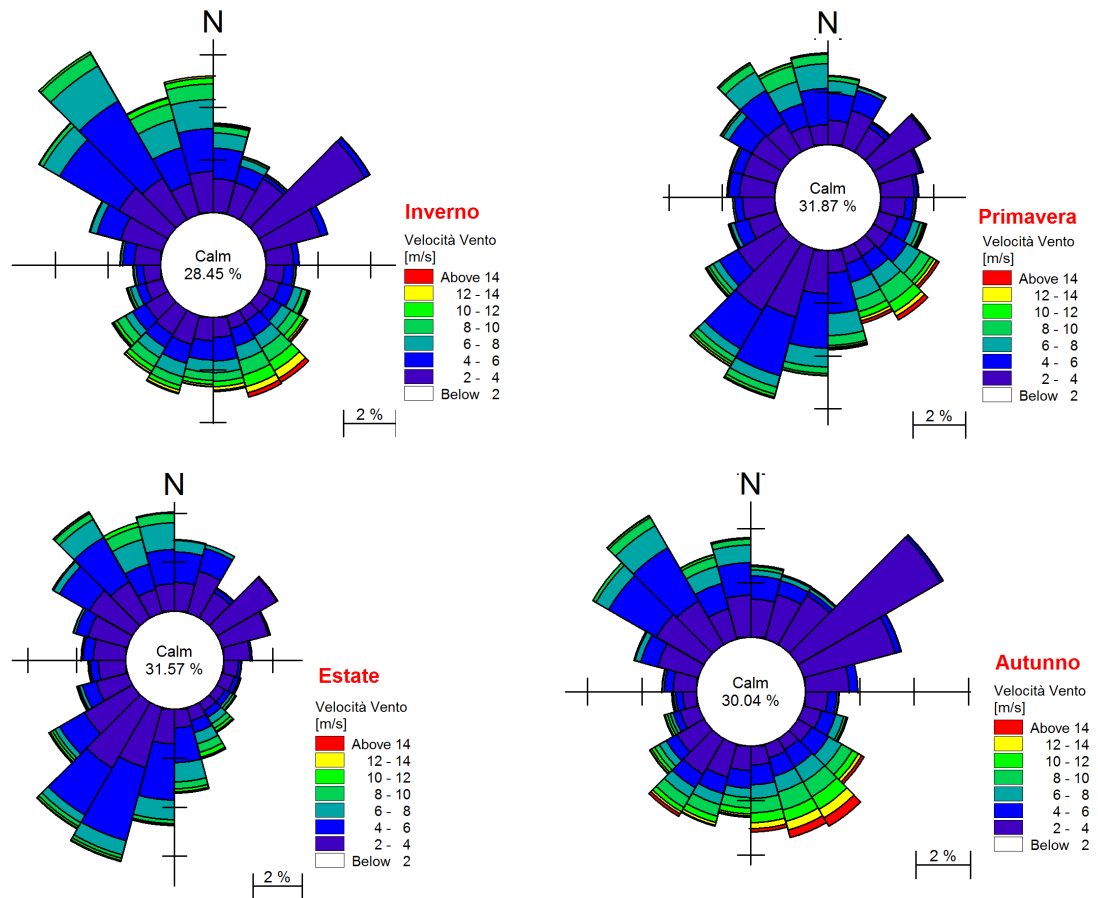 N
Calm
28.45 %
Inverno
Velocità Vento
[m/s]
Above 14
12 - 14
10 - 12
8 - 10
6 - 8
4 - 6
2 - 4
Below 2
2 %
N
Calm
31.87 %
Primavera
Velocità Vento
[m/s]
Above 14
12 - 14
10 - 12
8 - 10
6 - 8
4 - 6
2 - 4
Below 2
2 %
N
Calm
31.57 %
Estate
Velocità Vento
[m/s]
Above 14
12 - 14
10 - 12
8 - 10
6 - 8
4 - 6
2 - 4
Below 2
2 %
N
Calm
30.04 %
Autunno
Velocità Vento
[m/s]
Above 14
12 - 14
10 - 12
8 - 10
6 - 8
4 - 6
2 - 4
Below 2
2 %